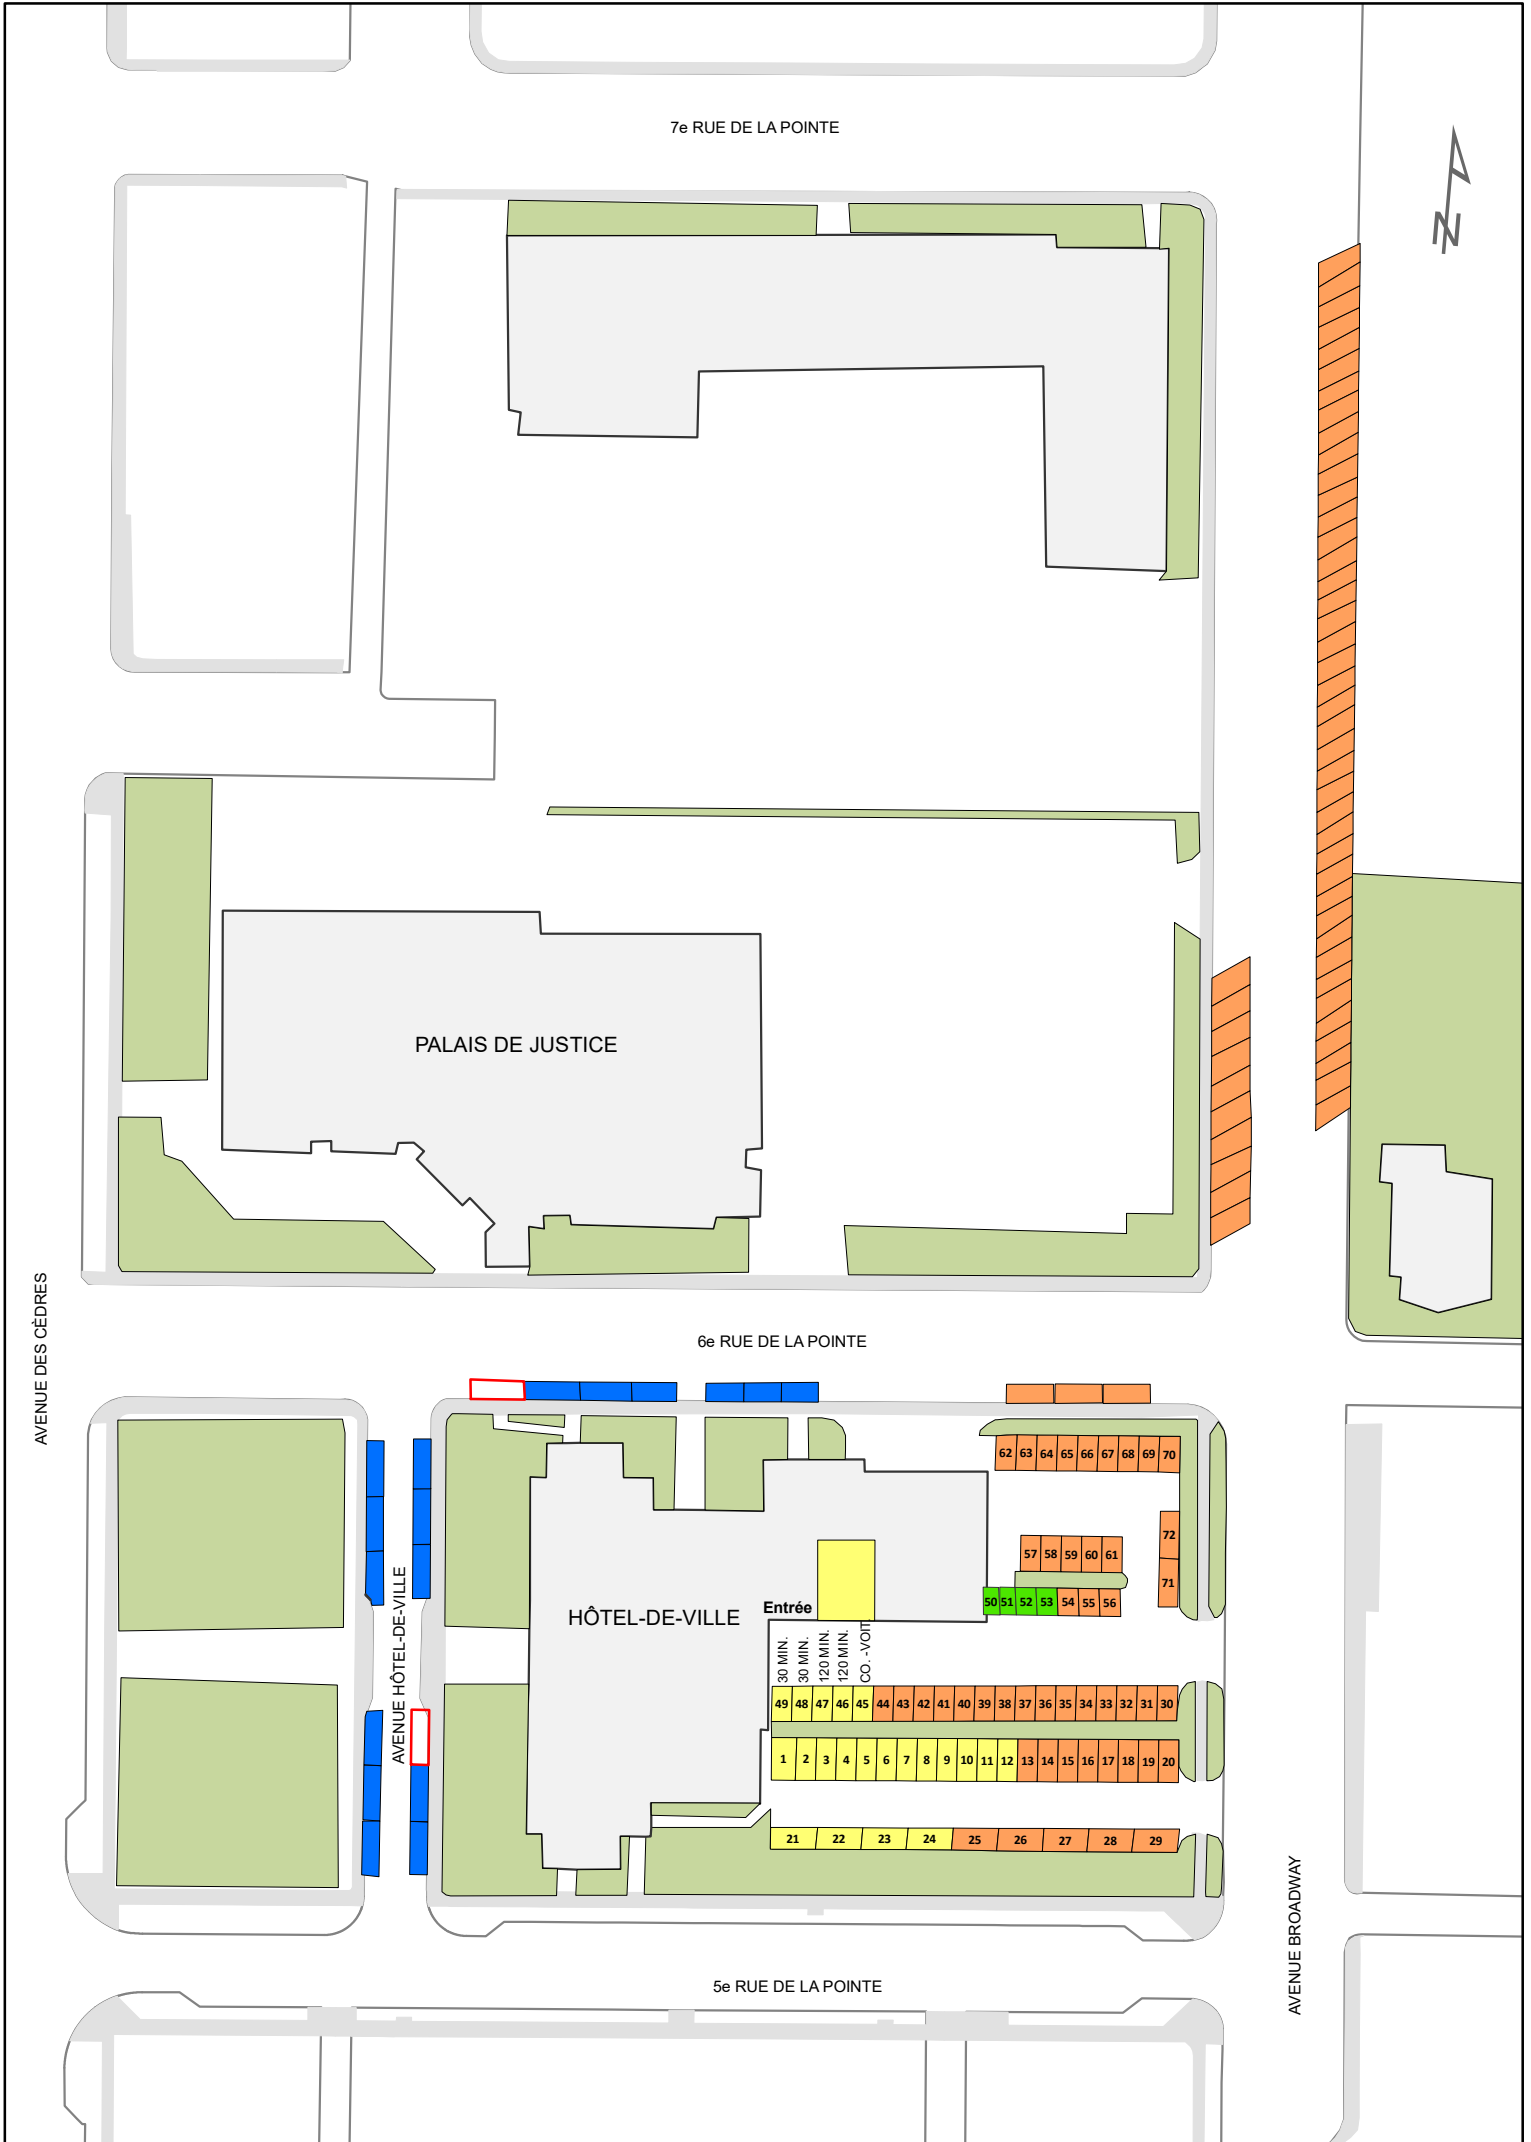 7e RUE DE LA POINTE
N
PALAIS DE JUSTICE
AVENUE DES CÈDRES
6e RUE DE LA POINTE
62 63 64 65 66 67 68 69 70
72
57 58 59 60 61
71
50 51 52 53 54 55 56
AVENUE HÔTEL-DE-VILLE
HÔTEL-DE-VILLE
Entrée
30 MIN.
30 MIN.
120 MIN.
120 MIN.
CO. -VOIT.
49 48 47 46 45 44 43 42 41 40 39 38 37 36 35 34 33 32 31 30
1 2 3 4 5 6 7 8 9 10 11 12 13 14 15 16 17 18 19 20
21 22 23 24 25 26 27 28 29
AVENUE BROADWAY
5e RUE DE LA POINTE